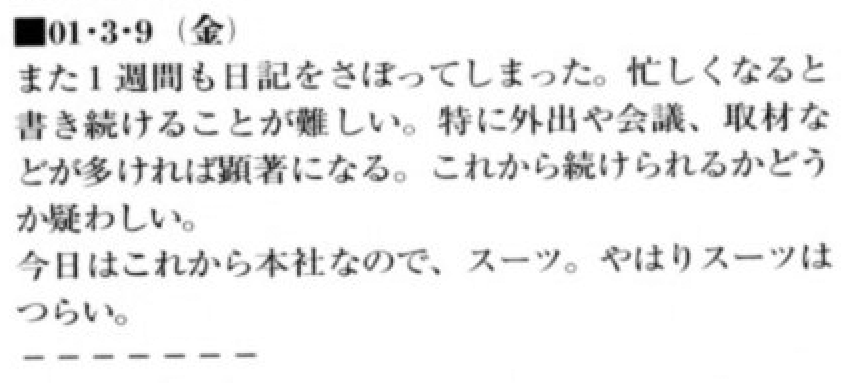 ■01・3・9（金）
また1週間も日記をさぼってしまった。忙しくなると
書き続けることが難しい。特に外出や会議、取材な
どが多ければ顕著になる。これから続けられるかどう
か疑わしい。
今日はこれから本社なので、スーツ。やはりスーツは
つらい。
－－－－－－－